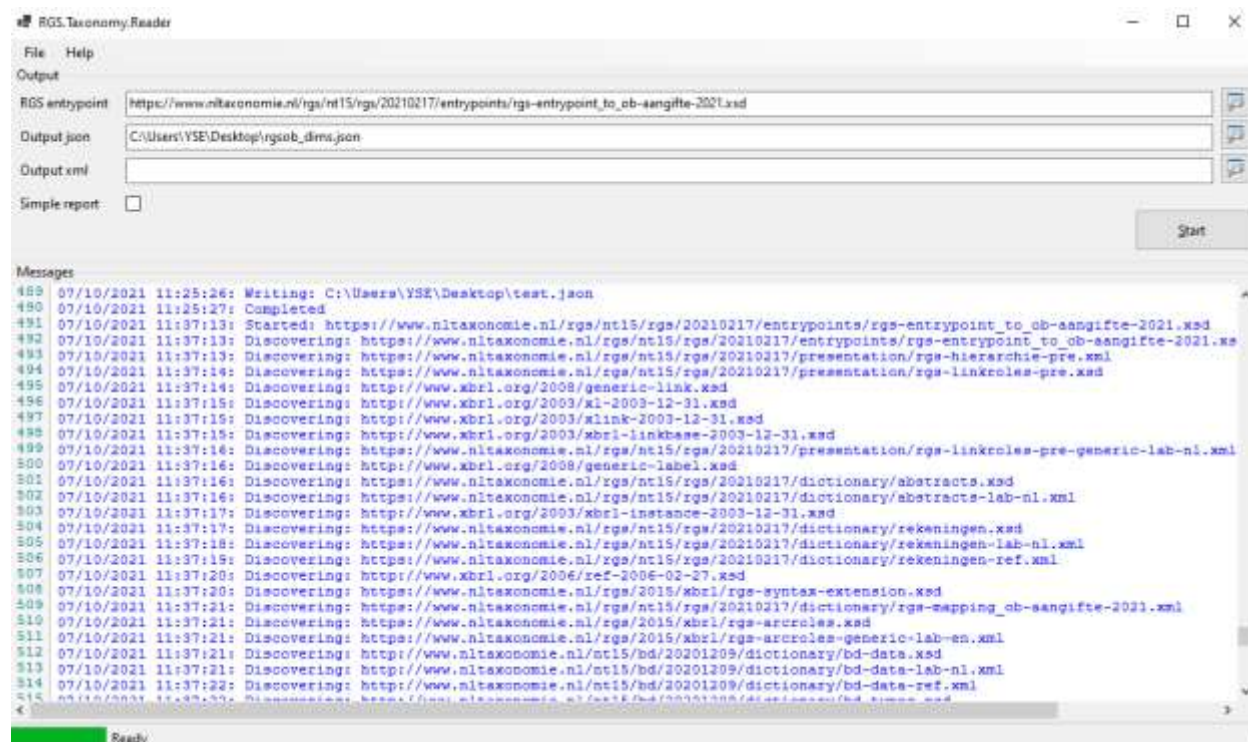 RGS.Taxonomy.Reader
File Help
Output
RGS entrypoint https://www.nltaxonomie.nl/rgs/nt15/rgs/20210217/entrypoints/rgs-entrypoint_to_ob-aangifte-2021.xsd
Output json C:\Users\YSE\Desktop\rgsob_dims.json
Output xml
Simple report
Start
Messages
489 07/10/2021 11:25:26: Writing: C:\Users\YSE\Desktop\test.json
490 07/10/2021 11:25:27: Completed
491 07/10/2021 11:37:13: Started: https://www.nltaxonomie.nl/rgs/nt15/rgs/20210217/entrypoints/rgs-entrypoint_to_ob-aangifte-2021.xsd
492 07/10/2021 11:37:13: Discovering: https://www.nltaxonomie.nl/rgs/nt15/rgs/20210217/entrypoints/rgs-entrypoint_to_ob-aangifte-2021.xs
493 07/10/2021 11:37:13: Discovering: https://www.nltaxonomie.nl/rgs/nt15/rgs/20210217/presentation/rgs-hierarchie-pre.xml
494 07/10/2021 11:37:14: Discovering: https://www.nltaxonomie.nl/rgs/nt15/rgs/20210217/presentation/rgs-linkroles-pre.xsd
495 07/10/2021 11:37:14: Discovering: http://www.xbrl.org/2008/generic-link.xsd
496 07/10/2021 11:37:15: Discovering: http://www.xbrl.org/2003/xl-2003-12-31.xsd
497 07/10/2021 11:37:15: Discovering: http://www.xbrl.org/2003/xlink-2003-12-31.xsd
498 07/10/2021 11:37:15: Discovering: http://www.xbrl.org/2003/xbrl-linkbase-2003-12-31.xsd
499 07/10/2021 11:37:16: Discovering: https://www.nltaxonomie.nl/rgs/nt15/rgs/20210217/presentation/rgs-linkroles-pre-generic-lab-nl.xml
500 07/10/2021 11:37:16: Discovering: http://www.xbrl.org/2008/generic-label.xsd
501 07/10/2021 11:37:16: Discovering: https://www.nltaxonomie.nl/rgs/nt15/rgs/20210217/dictionary/abstracts.xsd
502 07/10/2021 11:37:16: Discovering: https://www.nltaxonomie.nl/rgs/nt15/rgs/20210217/dictionary/abstracts-lab-nl.xml
503 07/10/2021 11:37:17: Discovering: http://www.xbrl.org/2003/xbrl-instance-2003-12-31.xsd
504 07/10/2021 11:37:17: Discovering: https://www.nltaxonomie.nl/rgs/nt15/rgs/20210217/dictionary/rekeningen.xsd
505 07/10/2021 11:37:18: Discovering: https://www.nltaxonomie.nl/rgs/nt15/rgs/20210217/dictionary/rekeningen-lab-nl.xml
506 07/10/2021 11:37:19: Discovering: https://www.nltaxonomie.nl/rgs/nt15/rgs/20210217/dictionary/rekeningen-ref.xml
507 07/10/2021 11:37:20: Discovering: http://www.xbrl.org/2006/ref-2006-02-27.xsd
508 07/10/2021 11:37:20: Discovering: https://www.nltaxonomie.nl/rgs/2015/xbrl/rgs-syntax-extension.xsd
509 07/10/2021 11:37:21: Discovering: https://www.nltaxonomie.nl/rgs/nt15/rgs/20210217/dictionary/rgs-mapping_ob-aangifte-2021.xml
510 07/10/2021 11:37:21: Discovering: https://www.nltaxonomie.nl/rgs/2015/xbrl/rgs-arcroles.xsd
511 07/10/2021 11:37:21: Discovering: https://www.nltaxonomie.nl/rgs/2015/xbrl/rgs-arcroles-generic-lab-en.xml
512 07/10/2021 11:37:21: Discovering: http://www.nltaxonomie.nl/nt15/bd/20201209/dictionary/bd-data.xsd
513 07/10/2021 11:37:21: Discovering: http://www.nltaxonomie.nl/nt15/bd/20201209/dictionary/bd-data-lab-nl.xml
514 07/10/2021 11:37:22: Discovering: http://www.nltaxonomie.nl/nt15/bd/20201209/dictionary/bd-data-ref.xml
515
Ready